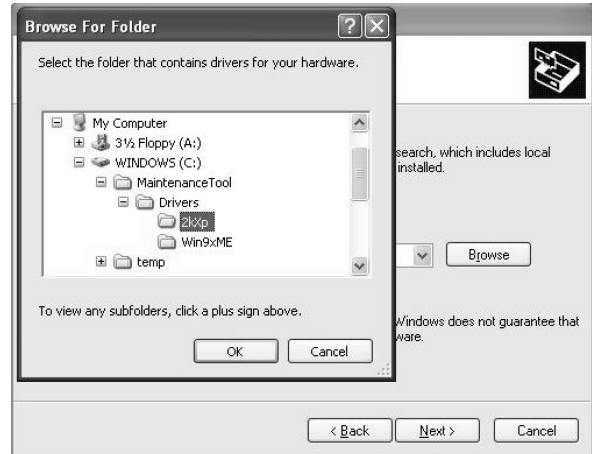 Browse For Folder
Select the folder that contains drivers for your hardware.
My Computer
3½ Floppy (A:)
WINDOWS (C:)
MaintenanceTool
Drivers
2kXp
Win9xME
temp
To view any subfolders, click a plus sign above.
OK Cancel
search, which includes local
installed.
Browse
Windows does not guarantee that
ware.
< Back Next > Cancel